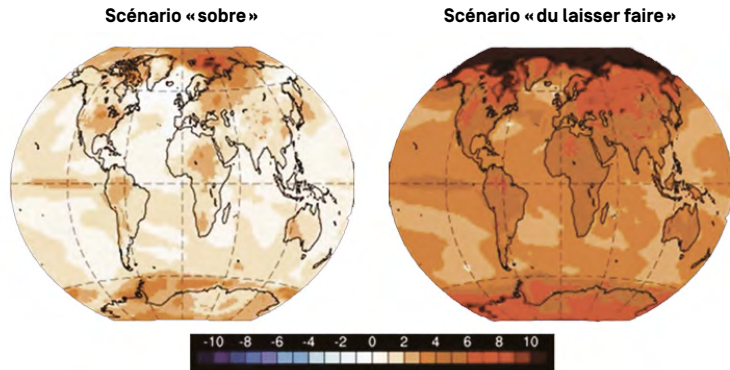 Scénario « sobre »
Scénario « du laisser faire »
-10 -8 -6 -4 -2 0 2 4 6 8 10